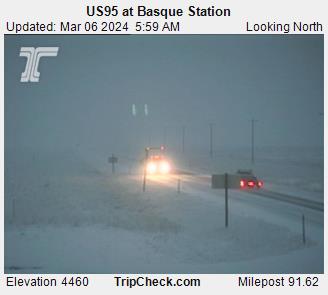 US95 at Basque Station
Updated: Mar 06 2024 5:59 AM Looking North
Elevation 4460 TripCheck.com Milepost 91.62